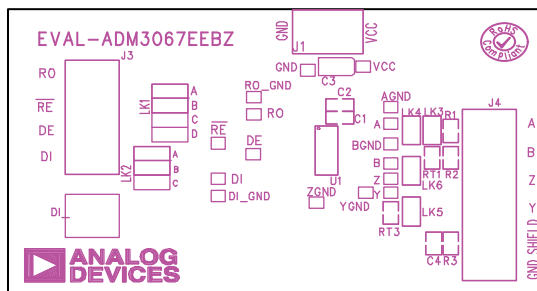 EVAL-ADM3067EEBZ
GND
VCC
J1
RoHS
Compliant
J3
RO
RE
DE
DI
LK1
A
B
C
D
LK2
A
B
C
DI
RO_GND
RO
RE
DE
DI
DI_GND
GND
C3
VCC
C2
C1
U1
ZGND
YGND
AGND
A
BGND
B
Z
Y
LK4
LK3
R1
RT1
R2
LK6
LK5
RT3
C4
R3
J4
A
B
Z
Y
GND SHIELD
ANALOG
DEVICES